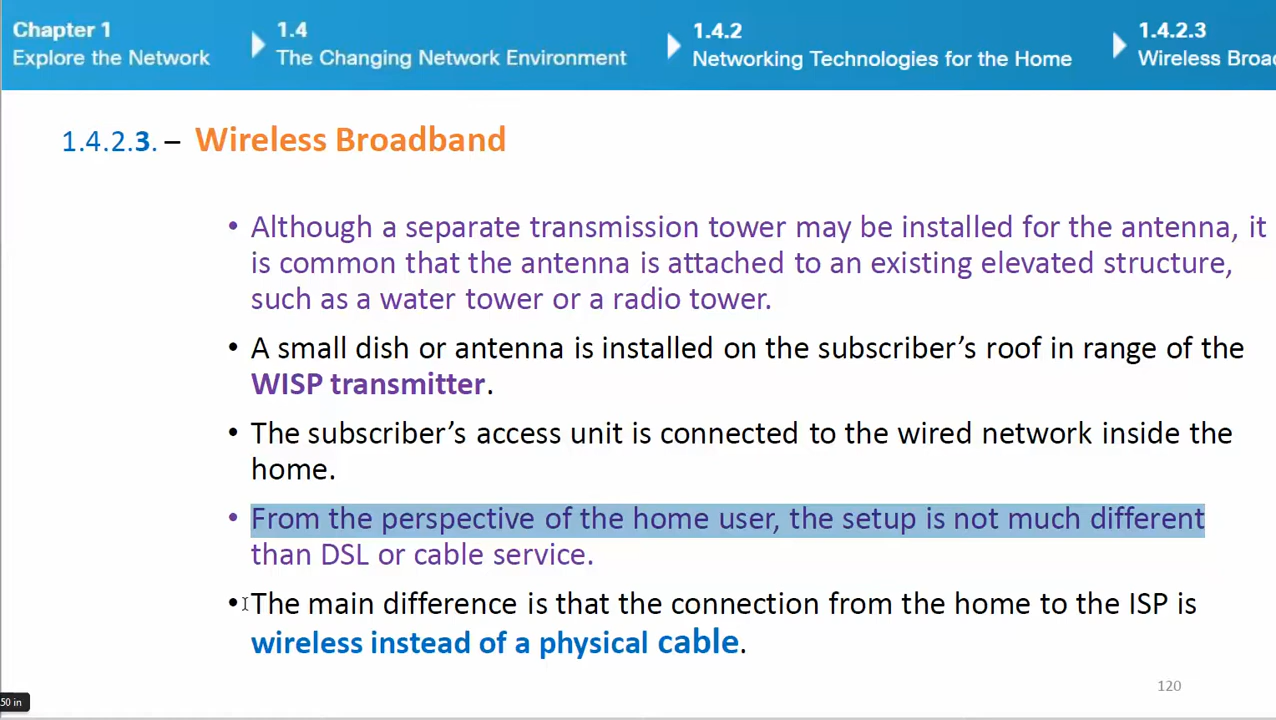 Chapter 1
Explore the Network
1.4
The Changing Network Environment
1.4.2
Networking Technologies for the Home
1.4.2.3
Wireless Broad
1.4.2.3. – Wireless Broadband
• Although a separate transmission tower may be installed for the antenna, it
is common that the antenna is attached to an existing elevated structure,
such as a water tower or a radio tower.
• A small dish or antenna is installed on the subscriber’s roof in range of the
WISP transmitter.
• The subscriber’s access unit is connected to the wired network inside the
home.
• From the perspective of the home user, the setup is not much different
than DSL or cable service.
• The main difference is that the connection from the home to the ISP is
wireless instead of a physical cable.
120
50 in